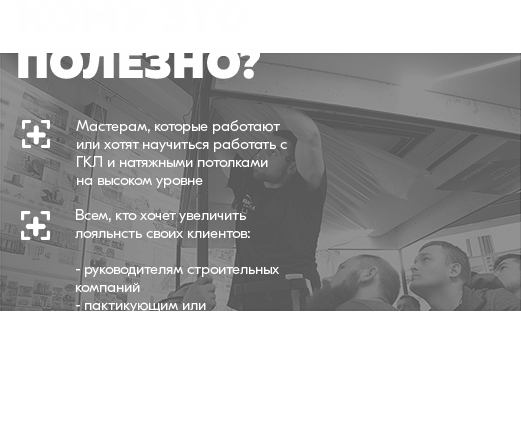 ПОЛЕЗНО?
Мастерам, которые работают
или хотят научиться работать с
ГКЛ и натяжными потолками
на высоком уровне
Всем, кто хочет увеличить
лояльнсть своих клиентов:
- руководителям строительных
компаний
- пактикующим или